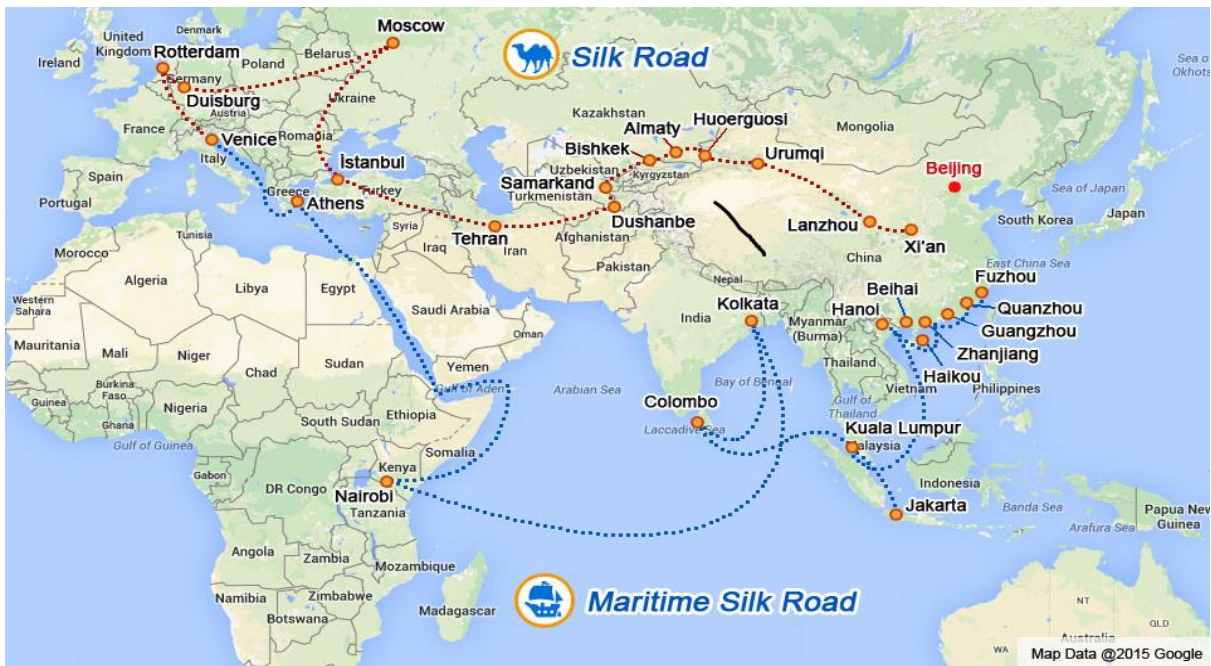 Moscow
Denmark
United
Kingdom
Rotterdam
Ireland
Belarus
Poland
Germany
Duisburg
Ukraine
Austria
France
Venice
Romania
Italy
Spain
Portugal
İstanbul
Greece
Turkey
Athens
Silk Road
Sea of
Okhots
Kazakhstan
Mongolia
Huoerguosi
Almaty
Bishkek
Urumqi
Uzbekistan
Kyrgyzstan
Samarkand
Turkmenistan
Beijing
Sea of Japan
Japan
South Korea
Dushanbe
Lanzhou
Xi'an
China
East China Sea
Tehran
Syria
Iraq
Iran
Afghanistan
Pakistan
Nepal
Tunisia
Morocco
Algeria
Libya
Egypt
Western
Sahara
Saudi Arabia
Oman
Mauritania
Mali
Niger
Chad
Sudan
Yemen
Gulf of Aden
Burkina
Faso
Guinea
Ghana
Nigeria
Ethiopia
South Sudan
Gulf of Guinea
Somalia
Gabon
DR Congo
Kenya
Nairobi
Tanzania
Angola
Zambia
Mozambique
Namibia
Zimbabwe
Botswana
Madagascar
Arabian Sea
India
Kolkata
Bay of Bengal
Colombo
Laccadive Sea
Myanmar
(Burma)
Hanoi
Beihai
Fuzhou
Quanzhou
Guangzhou
Zhanjiang
Haikou
Thailand
Vietnam
Philippines
Gulf of
Thailand
Kuala Lumpur
Malaysia
Indonesia
Jakarta
Banda Sea
Arafura Sea
Papua New
Guinea
Maritime Silk Road
NT
QLD
Australia
WA
Map Data @2015 Google